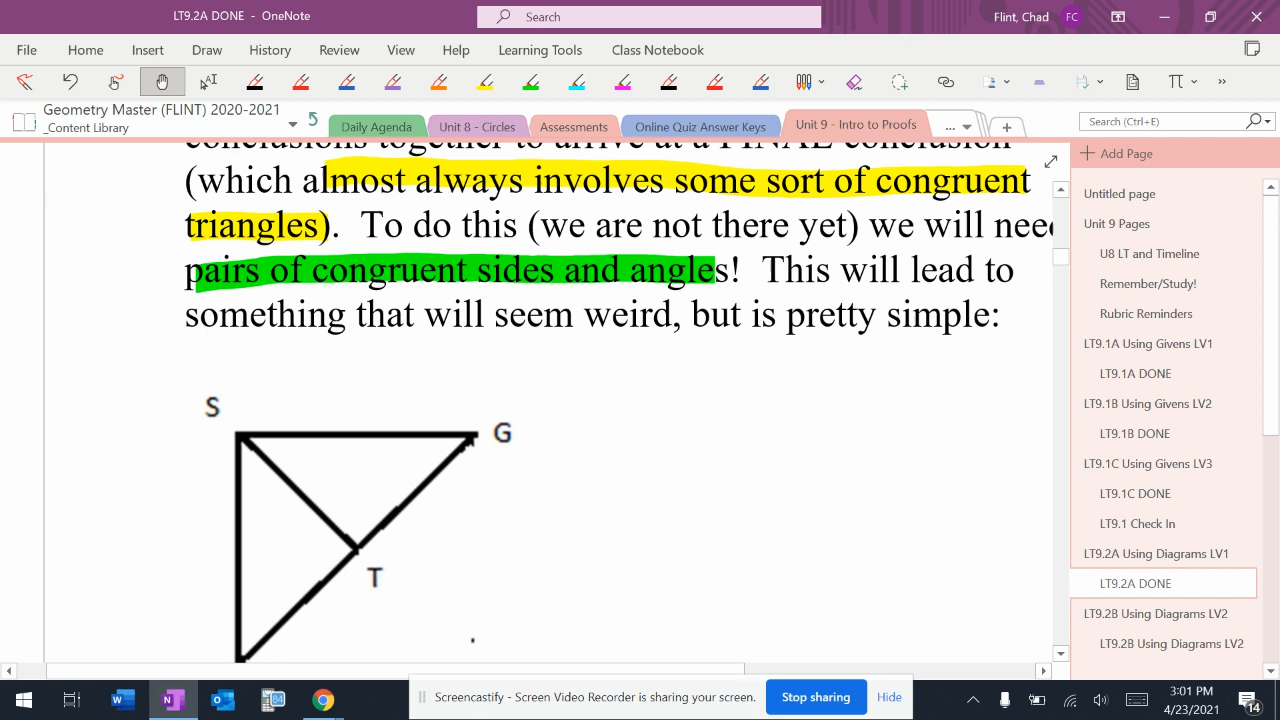 LT9.2A DONE - OneNote
Search
Flint, Chad FC
File Home Insert Draw History Review View Help Learning Tools Class Notebook
Geometry Master (FLINT) 2020-2021
_Content Library
Daily Agenda Unit 8 - Circles Assessments Online Quiz Answer Keys Unit 9 - Intro to Proofs ... +
Search (Ctrl+E)
conclusions together to arrive at a FINAL conclusion
(which almost always involves some sort of congruent
triangles). To do this (we are not there yet) we will need
pairs of congruent sides and angles! This will lead to
something that will seem weird, but is pretty simple:
S
G
T
Add Page
Untitled page
Unit 9 Pages
U8 LT and Timeline
Remember/Study!
Rubric Reminders
LT9.1A Using Givens LV1
LT9.1A DONE
LT9.1B Using Givens LV2
LT9.1B DONE
LT9.1C Using Givens LV3
LT9.1C DONE
LT9.1 Check In
LT9.2A Using Diagrams LV1
LT9.2A DONE
LT9.2B Using Diagrams LV2
LT9.2B Using Diagrams LV2
Screencastify - Screen Video Recorder is sharing your screen.
Stop sharing
Hide
3:01 PM
4/23/2021
14